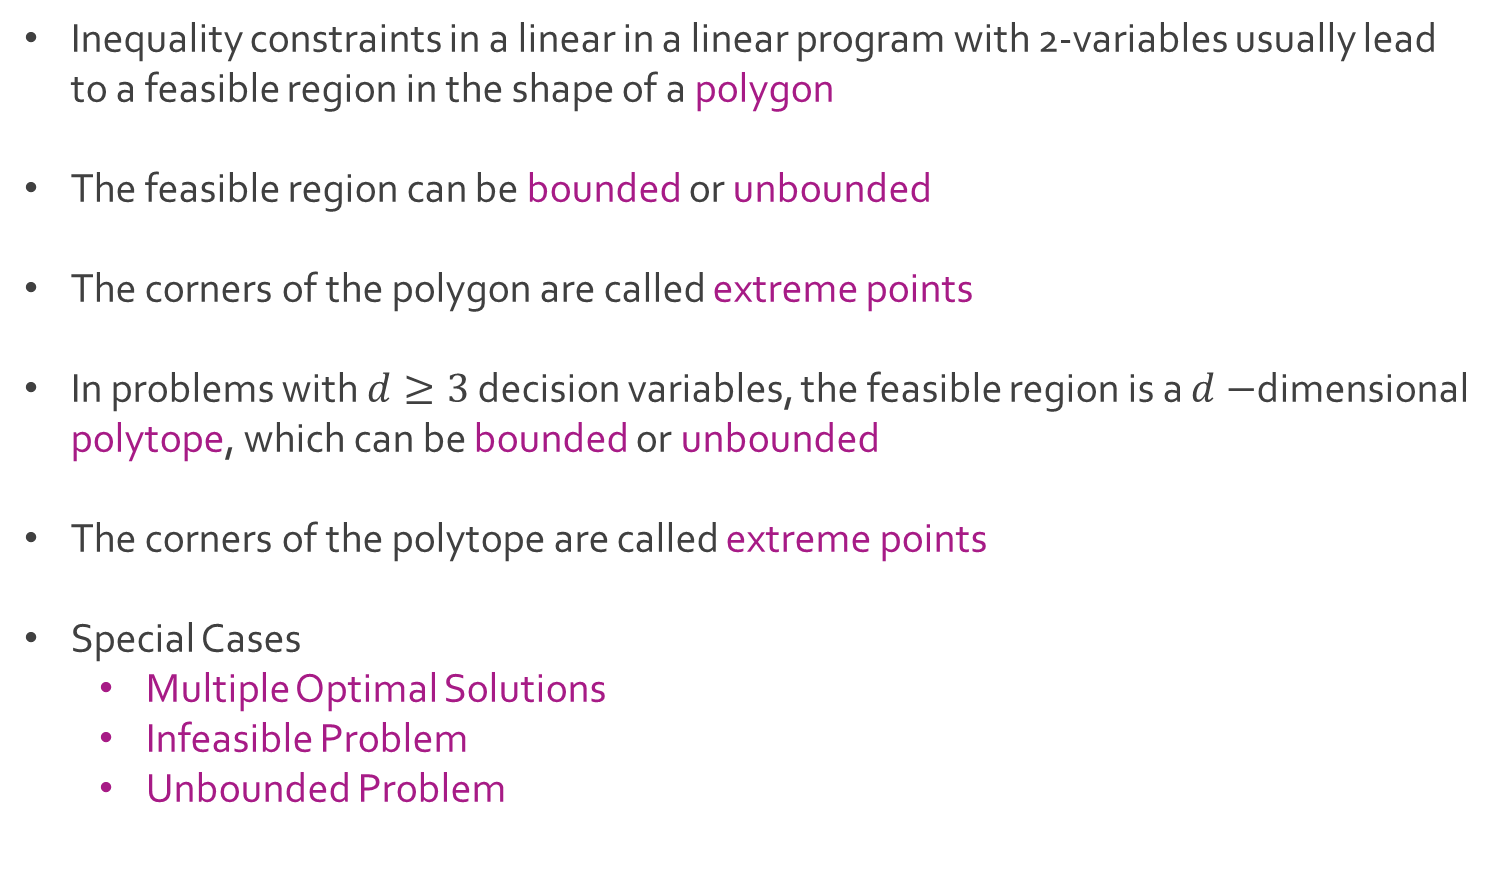 • Inequality constraints in a linear in a linear program with 2-variables usually lead
to a feasible region in the shape of a polygon
• The feasible region can be bounded or unbounded
• The corners of the polygon are called extreme points
• In problems with 𝑑 ≥ 3 decision variables, the feasible region is a 𝑑 −dimensional
polytope, which can be bounded or unbounded
• The corners of the polytope are called extreme points
• Special Cases
• Multiple Optimal Solutions
• Infeasible Problem
• Unbounded Problem